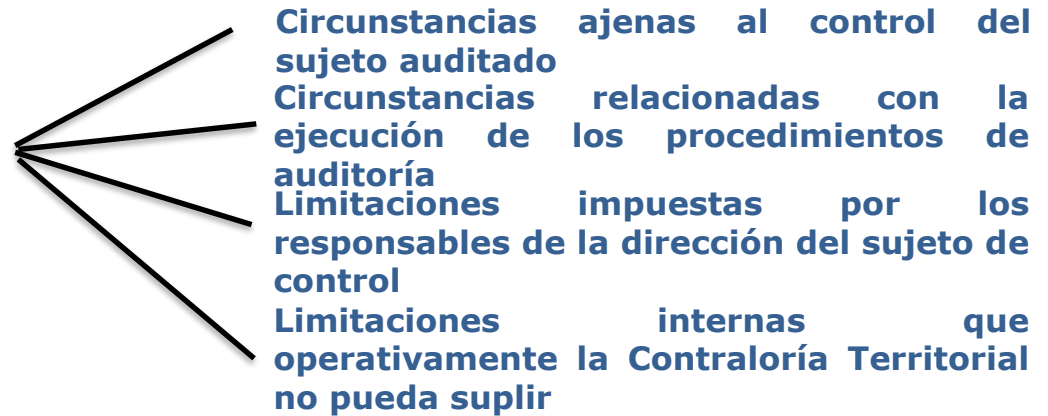 Circunstancias ajenas al control del
sujeto auditado
Circunstancias relacionadas con la
ejecución de los procedimientos de
auditoría
Limitaciones impuestas por los
responsables de la dirección del sujeto de
control
Limitaciones internas que
operativamente la Contraloría Territorial
no pueda suplir